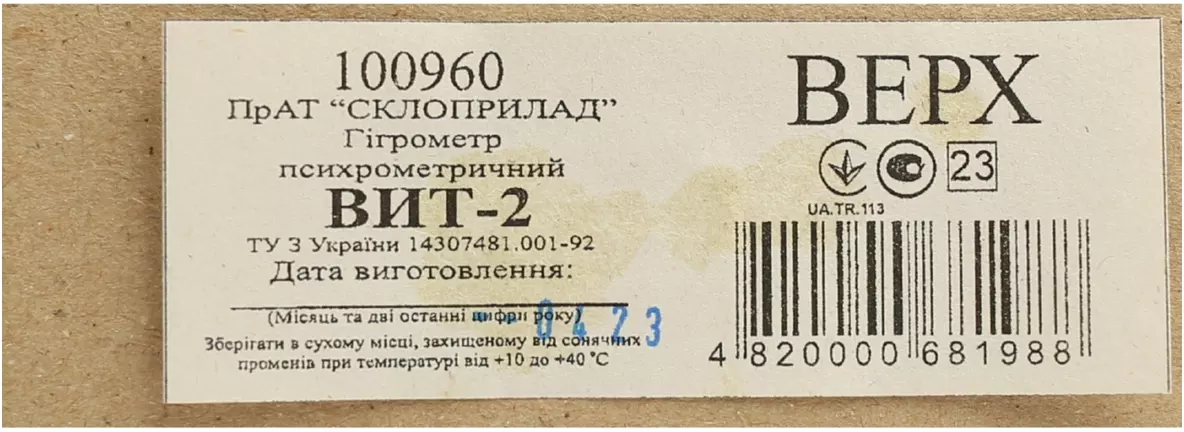 100960
ПрАТ “СКЛОПРИЛАД”
Гігрометр
психрометричний
ВИТ-2
ТУ З України 14307481.001-92
Дата виготовлення:
0423
(Місяць та дві останні цифри року)
Зберігати в сухому місці, захищеному від сонячних
променів при температурі від +10 до +40 °C
ВЕРХ
23
UA.TR.113
4 820000 681988